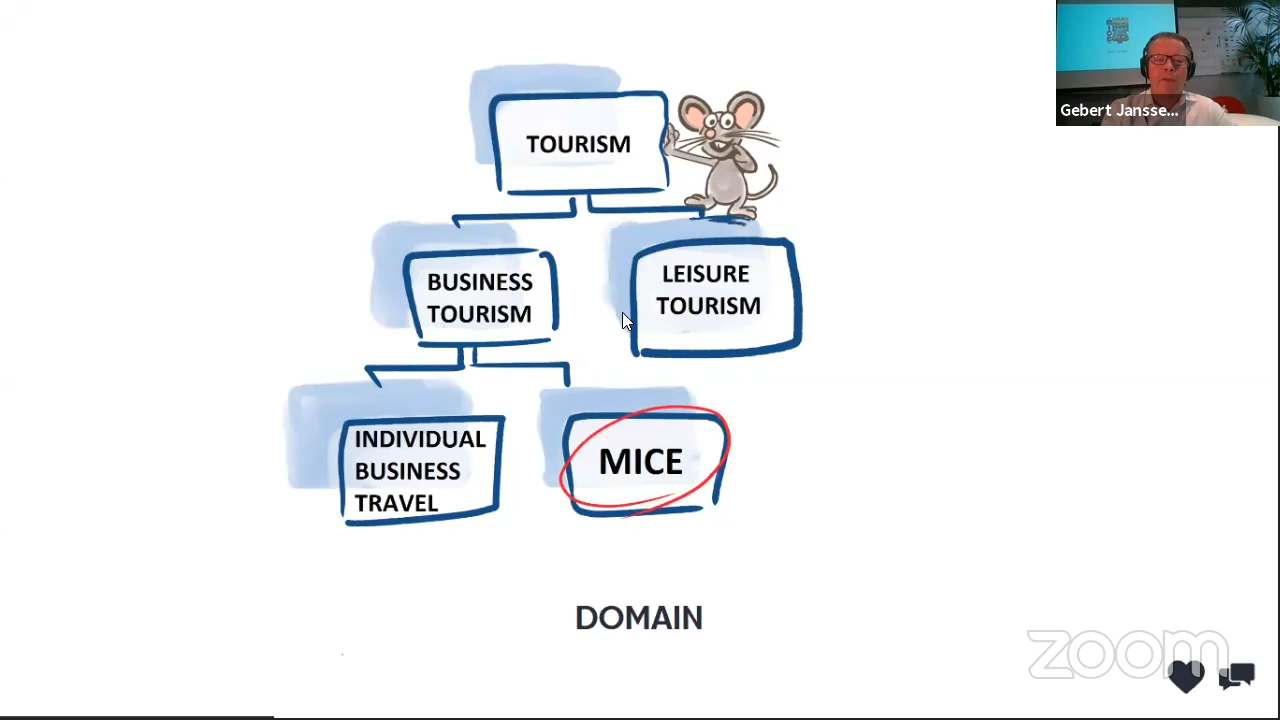 Gebert Jansse...
TOURISM
BUSINESS
TOURISM
LEISURE
TOURISM
INDIVIDUAL
BUSINESS
TRAVEL
MICE
DOMAIN
zoom